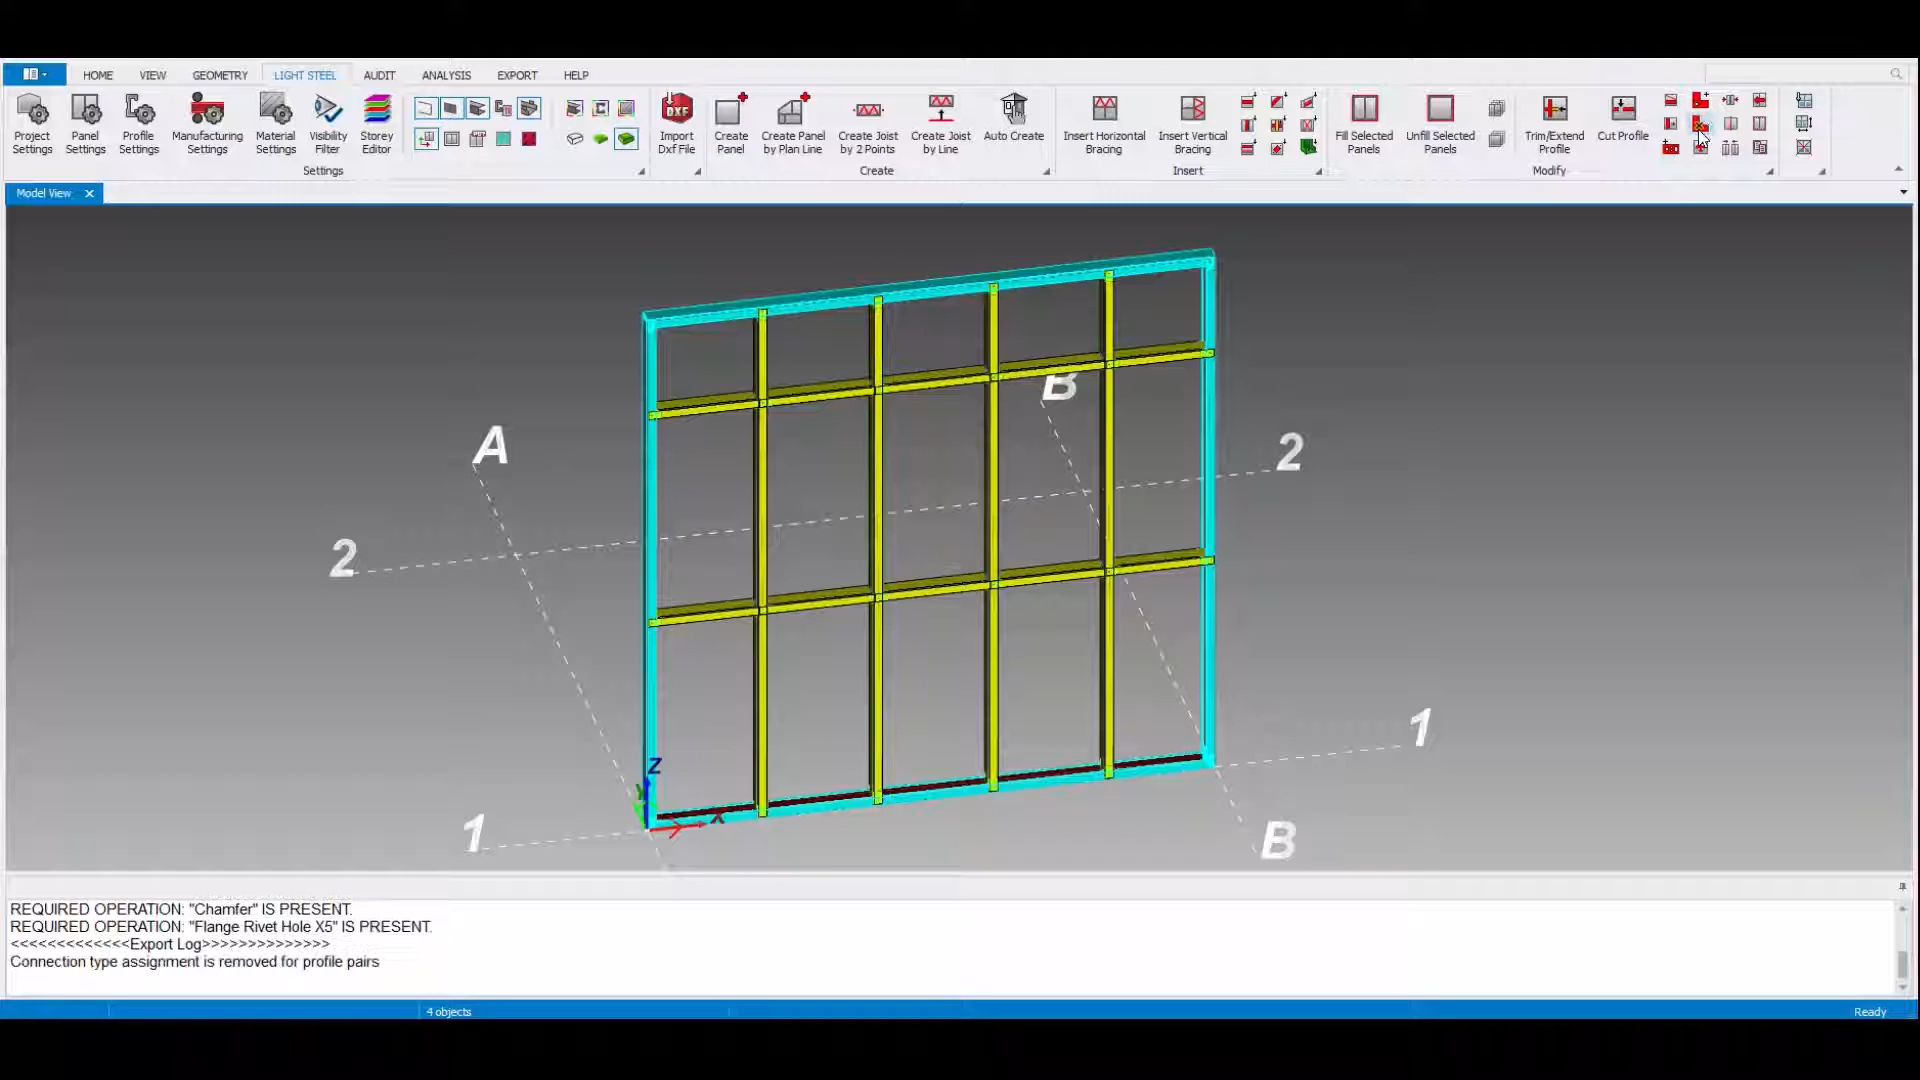 HOME VIEW GEOMETRY LIGHT STEEL AUDIT ANALYSIS EXPORT HELP
Project Settings
Panel Settings
Profile Settings
Manufacturing Settings
Material Settings
Visibility Filter
Storey Editor
Import Dxf File
DXF
Create Panel
Create Panel by Plan Line
Create Joist by 2 Points
Create Joist by Line
Auto Create
Insert Horizontal Bracing
Insert Vertical Bracing
Fill Selected Panels
Unfill Selected Panels
Trim/Extend Profile
Cut Profile
Settings
Create
Insert
Modify
Model View
B
A
2
2
Z
Y
X
1
1
B
REQUIRED OPERATION: "Chamfer" IS PRESENT.
REQUIRED OPERATION: "Flange Rivet Hole X5" IS PRESENT.
<<<<<<<<<<<<<Export Log>>>>>>>>>>>>>>
Connection type assignment is removed for profile pairs
4 objects
Ready